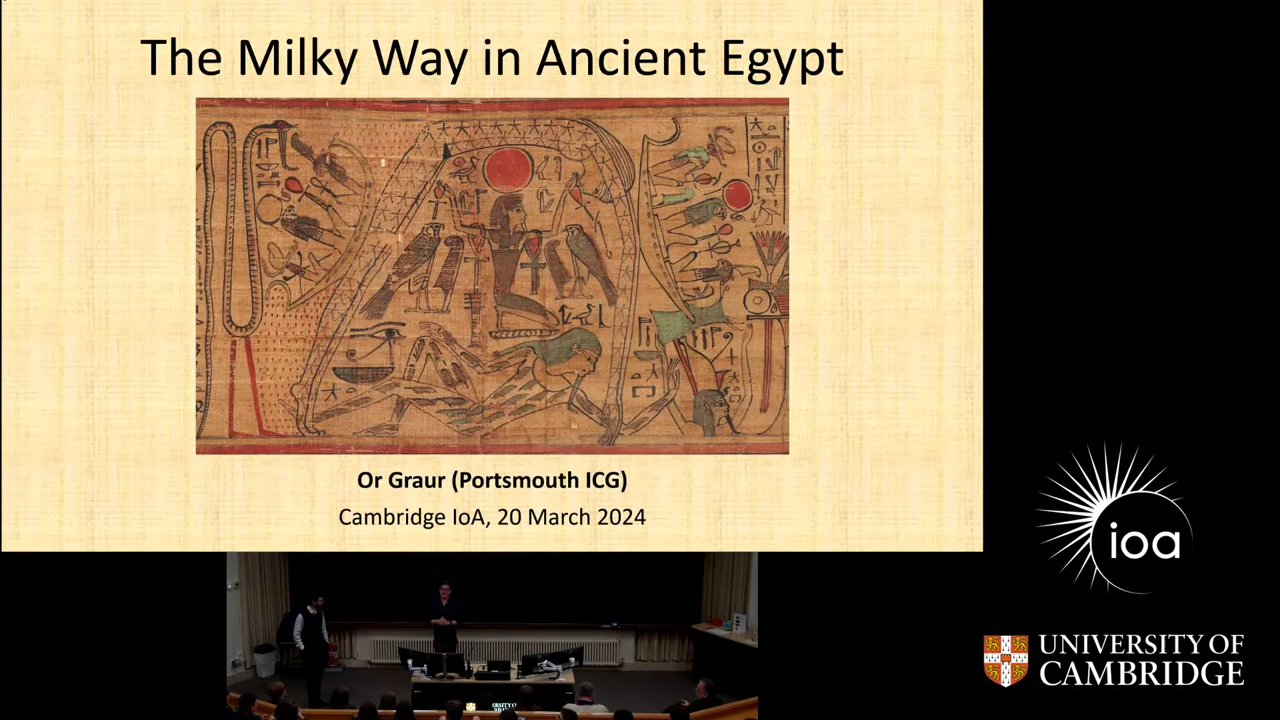 The Milky Way in Ancient Egypt
Or Graur (Portsmouth ICG)
Cambridge IoA, 20 March 2024
ioa
UNIVERSITY OF
CAMBRIDGE